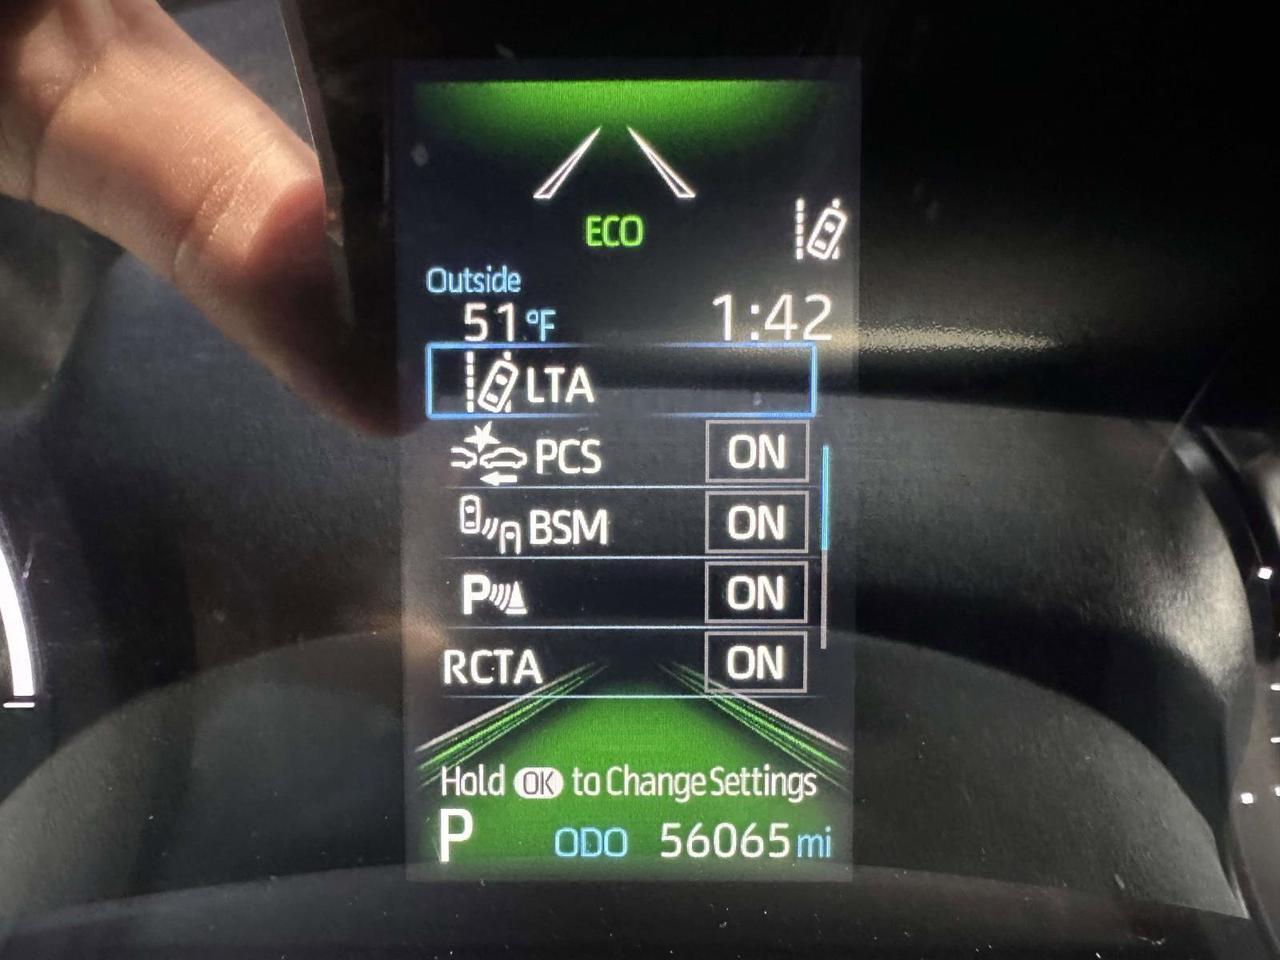 ECO
Outside
51°F 1:42
LTA
PCS ON
BSM ON
P ON
RCTA ON
Hold OK to Change Settings
P ODO 56065 mi